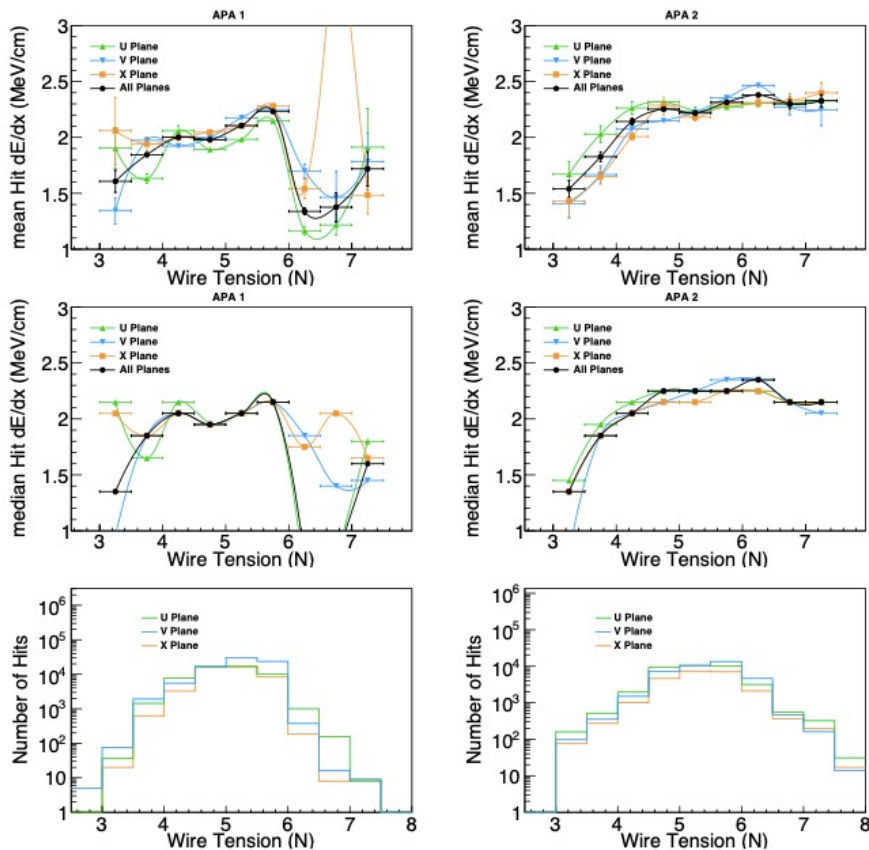 APA 1
mean Hit dE/dx (MeV/cm)
3
2.5
2
1.5
1
U Plane
V Plane
X Plane
All Planes
3 4 5 6 7
Wire Tension (N)
APA 2
mean Hit dE/dx (MeV/cm)
3
2.5
2
1.5
1
U Plane
V Plane
X Plane
All Planes
3 4 5 6 7
Wire Tension (N)
APA 1
median Hit dE/dx (MeV/cm)
3
2.5
2
1.5
1
U Plane
V Plane
X Plane
All Planes
3 4 5 6 7
Wire Tension (N)
APA 2
median Hit dE/dx (MeV/cm)
3
2.5
2
1.5
1
U Plane
V Plane
X Plane
All Planes
3 4 5 6 7
Wire Tension (N)
Number of Hits
10⁶
10⁵
10⁴
10³
10²
10
1
U Plane
V Plane
X Plane
3 4 5 6 7 8
Wire Tension (N)
Number of Hits
10⁶
10⁵
10⁴
10³
10²
10
1
U Plane
V Plane
X Plane
3 4 5 6 7 8
Wire Tension (N)